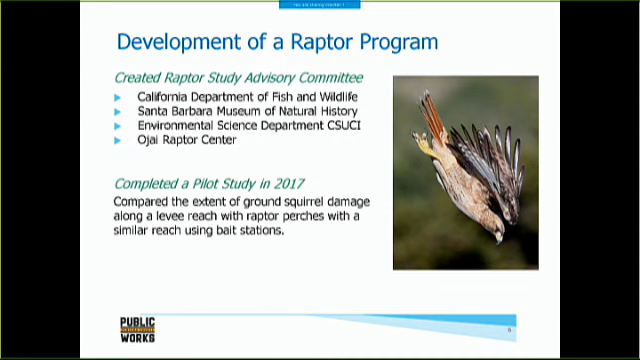 Development of a Raptor Program
Created Raptor Study Advisory Committee
California Department of Fish and Wildlife
Santa Barbara Museum of Natural History
Environmental Science Department CSUCI
Ojai Raptor Center
Completed a Pilot Study in 2017
Compared the extent of ground squirrel damage
along a levee reach with raptor perches with a
similar reach using bait stations.
PUBLIC
WORKS